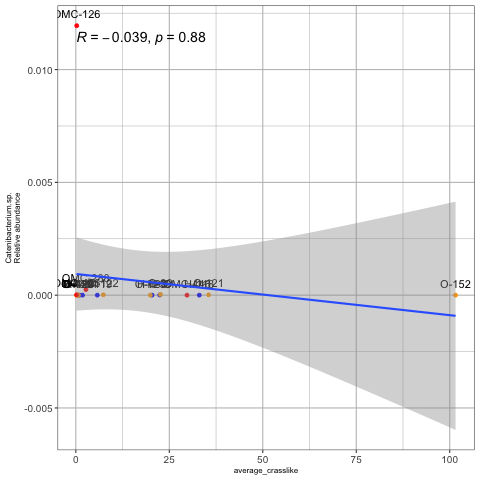 OMC-126
R = −0.039, p = 0.88
0.010
0.005
0.000
-0.005
Catenibacterium.sp.
Relative abundance
O-152
0
25
50
75
100
average_crasslike